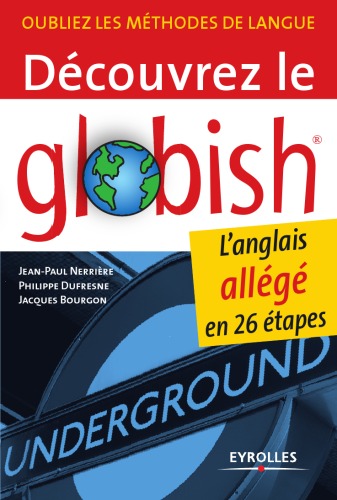 OUBLIEZ LES MÉTHODES DE LANGUE
Découvrez le
globish®
L'anglais
allégé
en 26 étapes
JEAN-PAUL NERRIÈRE
PHILIPPE DUFRESNE
JACQUES BOURGON
UNDERGROUND
EYROLLES